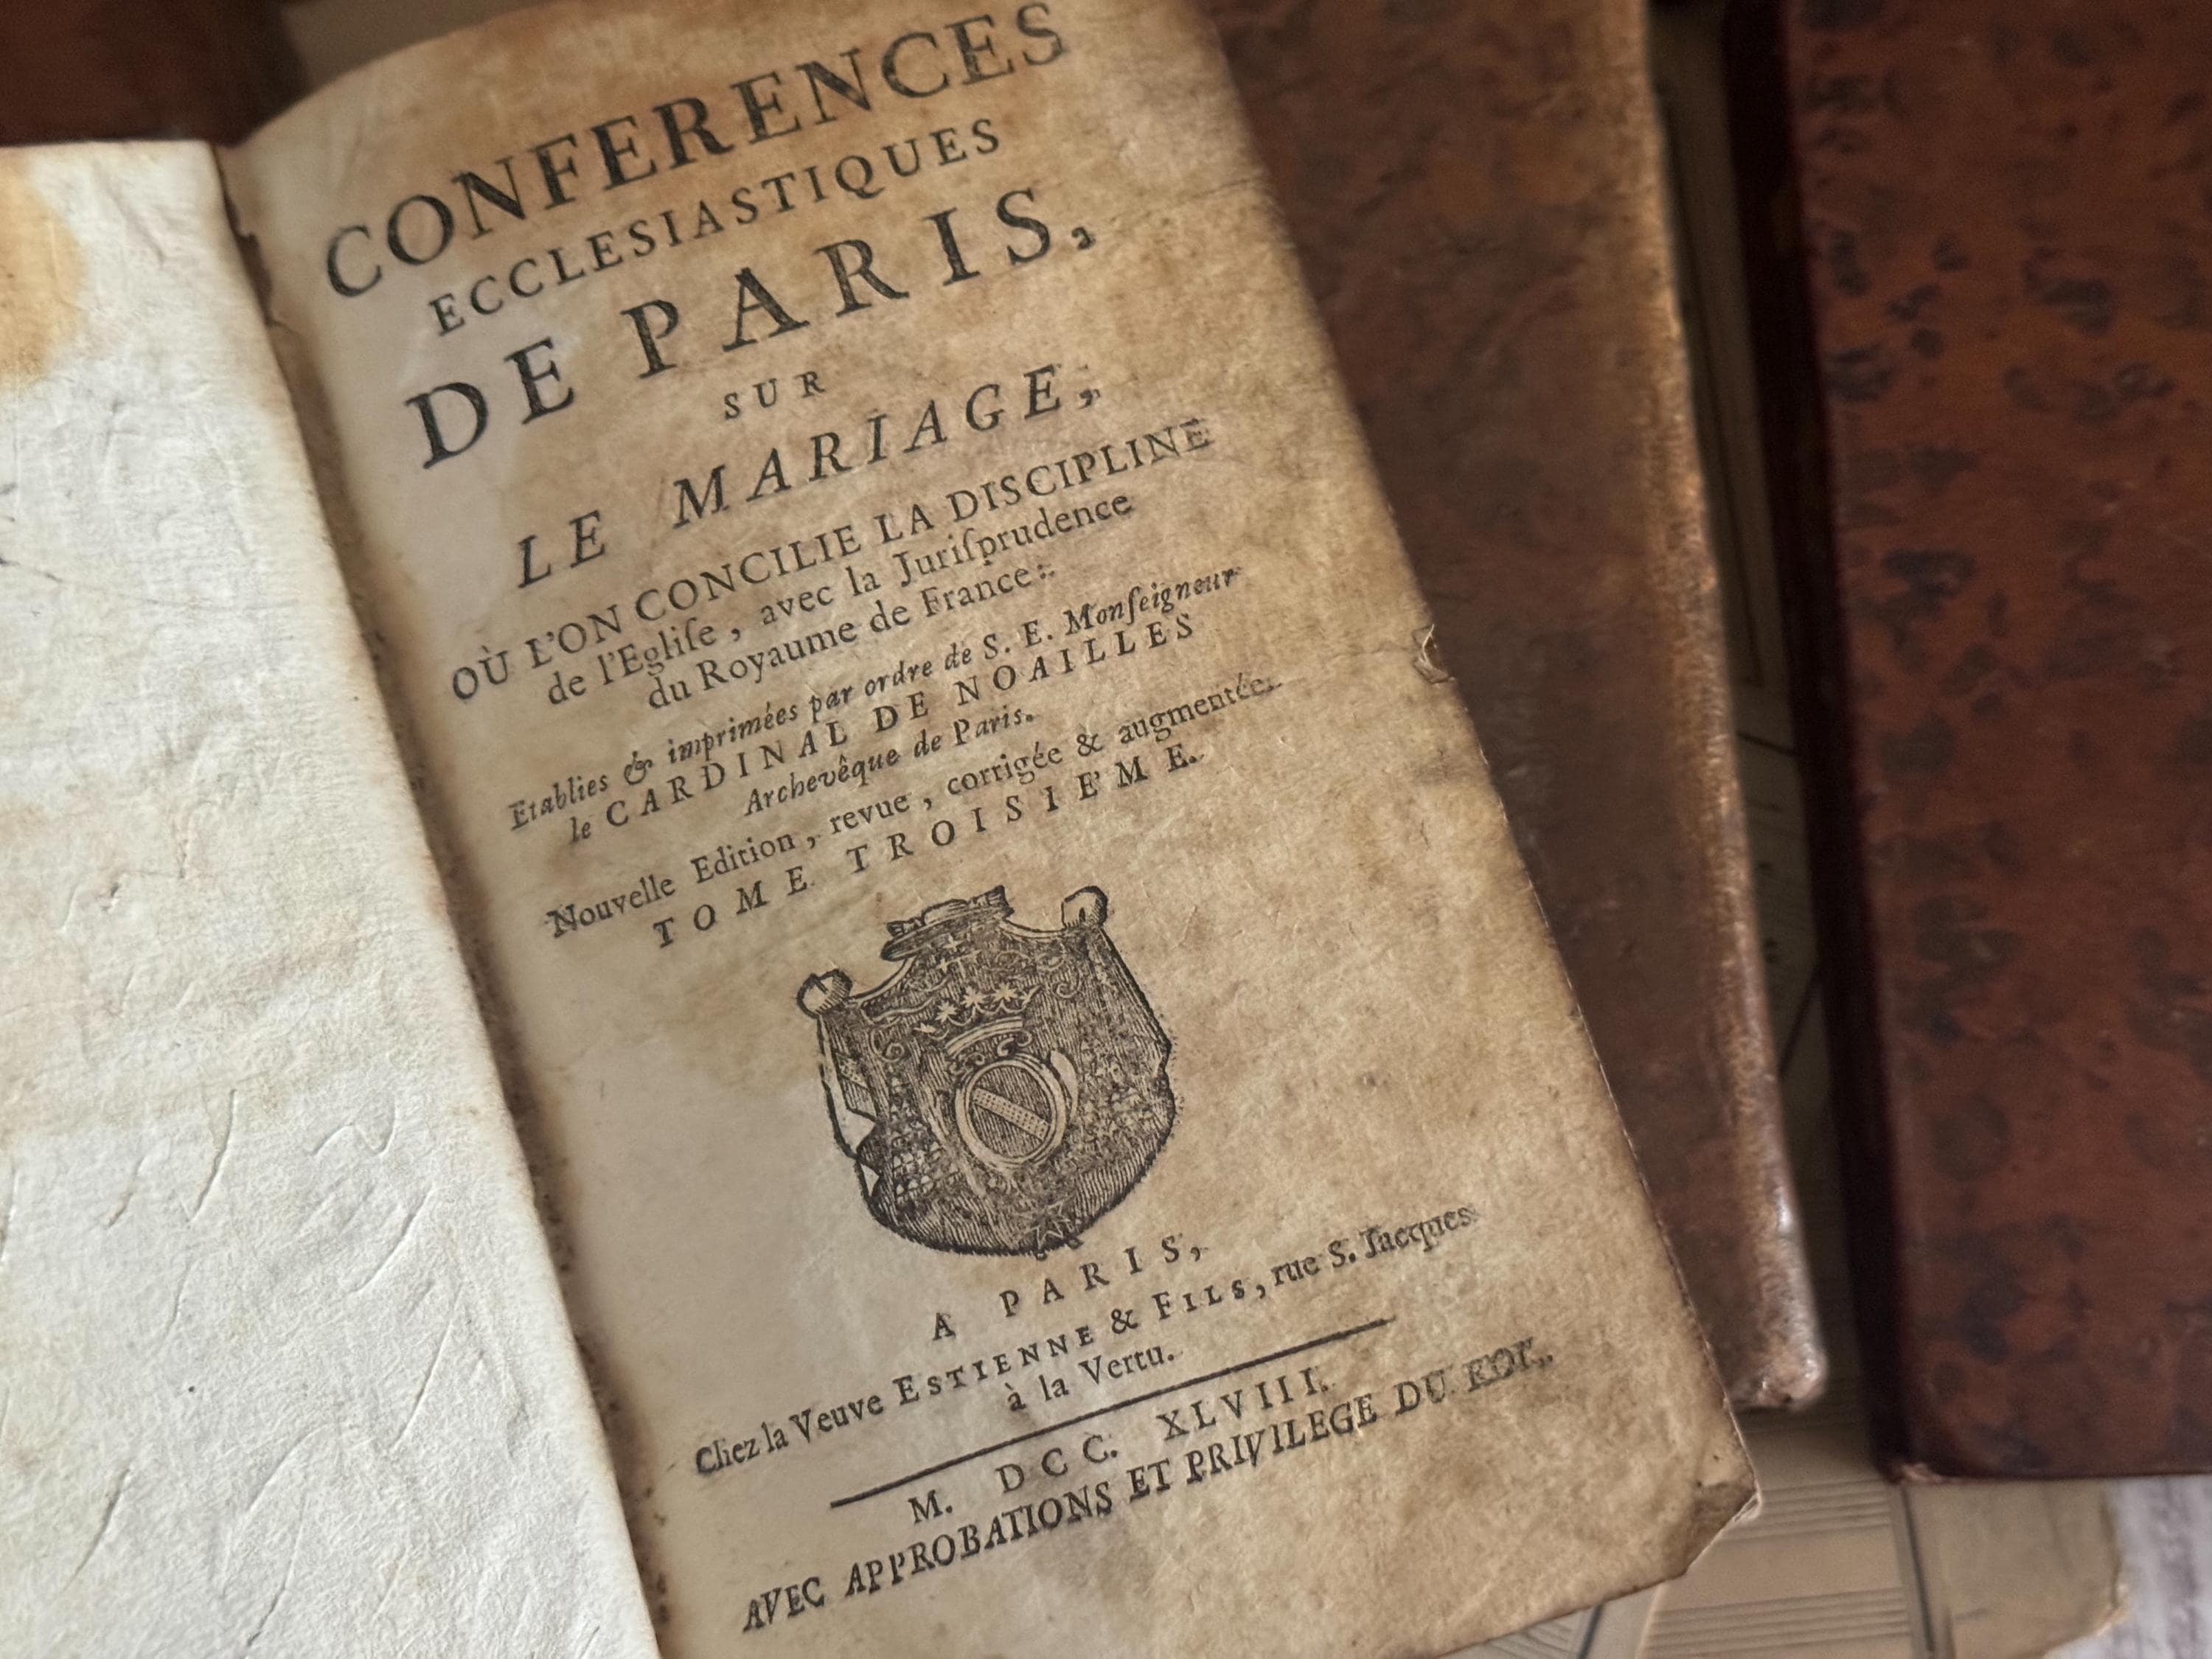 CONFERENCES
ECCLESIASTIQUES
DE PARIS,
SUR
LE MARIAGE,
OÙ L'ON CONCILIE LA DISCIPLINE
de l'Egliſe, avec la Juriſprudence
du Royaume de France:
Etablies & imprimées par ordre de S. E. Monſeigneur
le CARDINAL DE NOAILLES
Archevêque de Paris.
Nouvelle Edition, revue, corrigée & augmentée.
TOME TROISIE'ME.
A PARIS,
Chez la Veuve ESTIENNE & FILS, rue S. Jacques
à la Vertu.
M. DCC. XLVIII.
AVEC APPROBATIONS ET PRIVILEGE DU ROI.